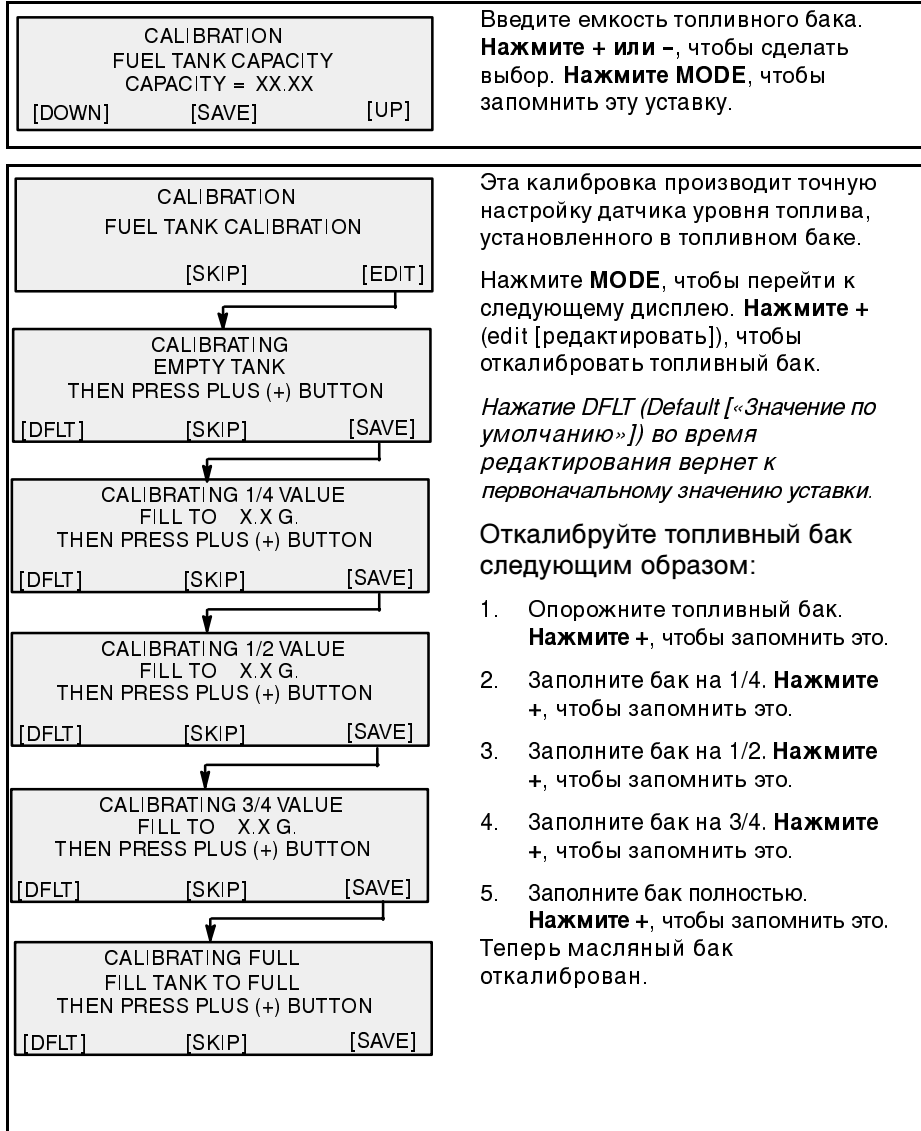 CALIBRATION
FUEL TANK CAPACITY
CAPACITY = XX.XX
[DOWN] [SAVE] [UP]
Введите емкость топливного бака.
Нажмите + или –, чтобы сделать
выбор. Нажмите MODE, чтобы
запомнить эту уставку.
CALIBRATION
FUEL TANK CALIBRATION
[SKIP] [EDIT]
CALIBRATING
EMPTY TANK
THEN PRESS PLUS (+) BUTTON
[DFLT] [SKIP] [SAVE]
CALIBRATING 1/4 VALUE
FILL TO X.X G.
THEN PRESS PLUS (+) BUTTON
[DFLT] [SKIP] [SAVE]
CALIBRATING 1/2 VALUE
FILL TO X.X G.
THEN PRESS PLUS (+) BUTTON
[DFLT] [SKIP] [SAVE]
CALIBRATING 3/4 VALUE
FILL TO X.X G.
THEN PRESS PLUS (+) BUTTON
[DFLT] [SKIP] [SAVE]
CALIBRATING FULL
FILL TANK TO FULL
THEN PRESS PLUS (+) BUTTON
[DFLT] [SKIP] [SAVE]
Эта калибровка производит точную
настройку датчика уровня топлива,
установленного в топливном баке.
Нажмите MODE, чтобы перейти к
следующему дисплею. Нажмите +
(edit [редактировать]), чтобы
откалибровать топливный бак.
Нажатие DFLT (Default [«Значение по
умолчанию»]) во время
редактирования вернет к
первоначальному значению уставки.
Откалибруйте топливный бак
следующим образом:
1. Опорожните топливный бак.
Нажмите +, чтобы запомнить это.
2. Заполните бак на 1/4. Нажмите
+, чтобы запомнить это.
3. Заполните бак на 1/2. Нажмите
+, чтобы запомнить это.
4. Заполните бак на 3/4. Нажмите
+, чтобы запомнить это.
5. Заполните бак полностью.
Нажмите +, чтобы запомнить это.
Теперь масляный бак
откалиброван.